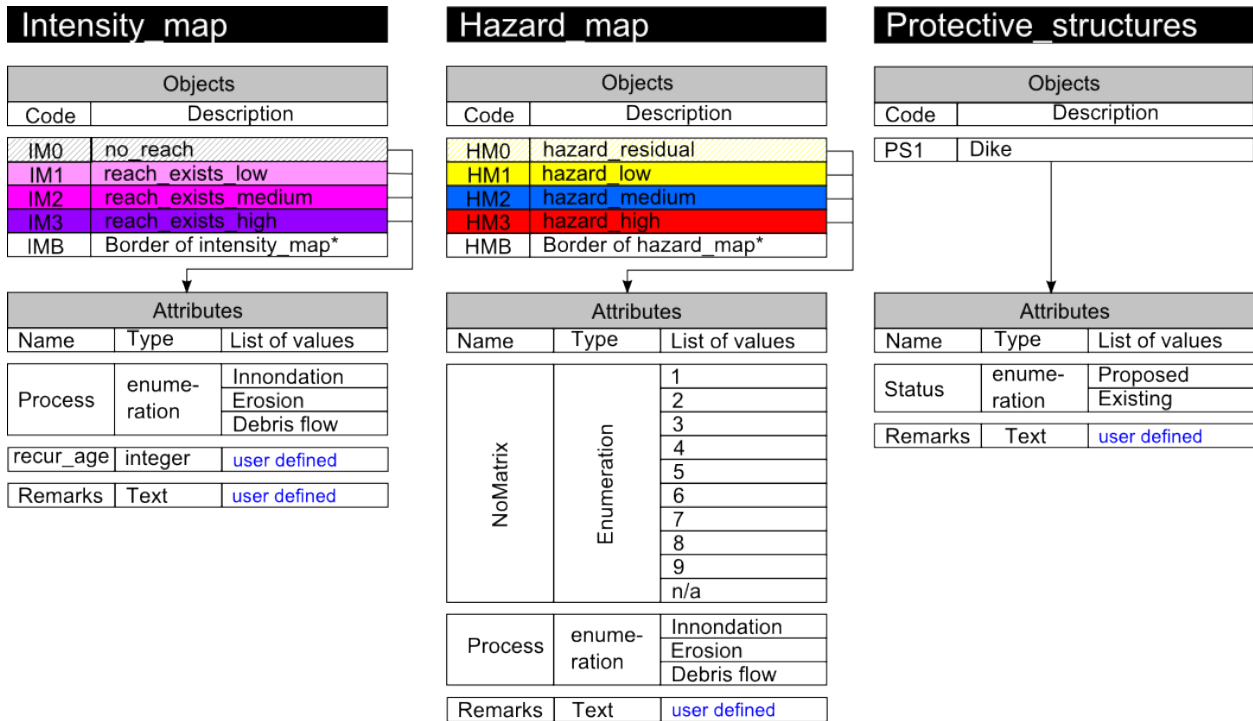 Intensity_map
Objects
Code Description
IM0 no_reach
IM1 reach_exists_low
IM2 reach_exists_medium
IM3 reach_exists_high
IMB Border of intensity_map*
Attributes
Name Type List of values
Process enume-
ration
Innondation
Erosion
Debris flow
recur_age integer user defined
Remarks Text user defined
Hazard_map
Objects
Code Description
HM0 hazard_residual
HM1 hazard_low
HM2 hazard_medium
HM3 hazard_high
HMB Border of hazard_map*
Attributes
Name Type List of values
NoMatrix Enumeration
1
2
3
4
5
6
7
8
9
n/a
Process enume-
ration
Innondation
Erosion
Debris flow
Remarks Text user defined
Protective_structures
Objects
Code Description
PS1 Dike
Attributes
Name Type List of values
Status enume-
ration
Proposed
Existing
Remarks Text user defined